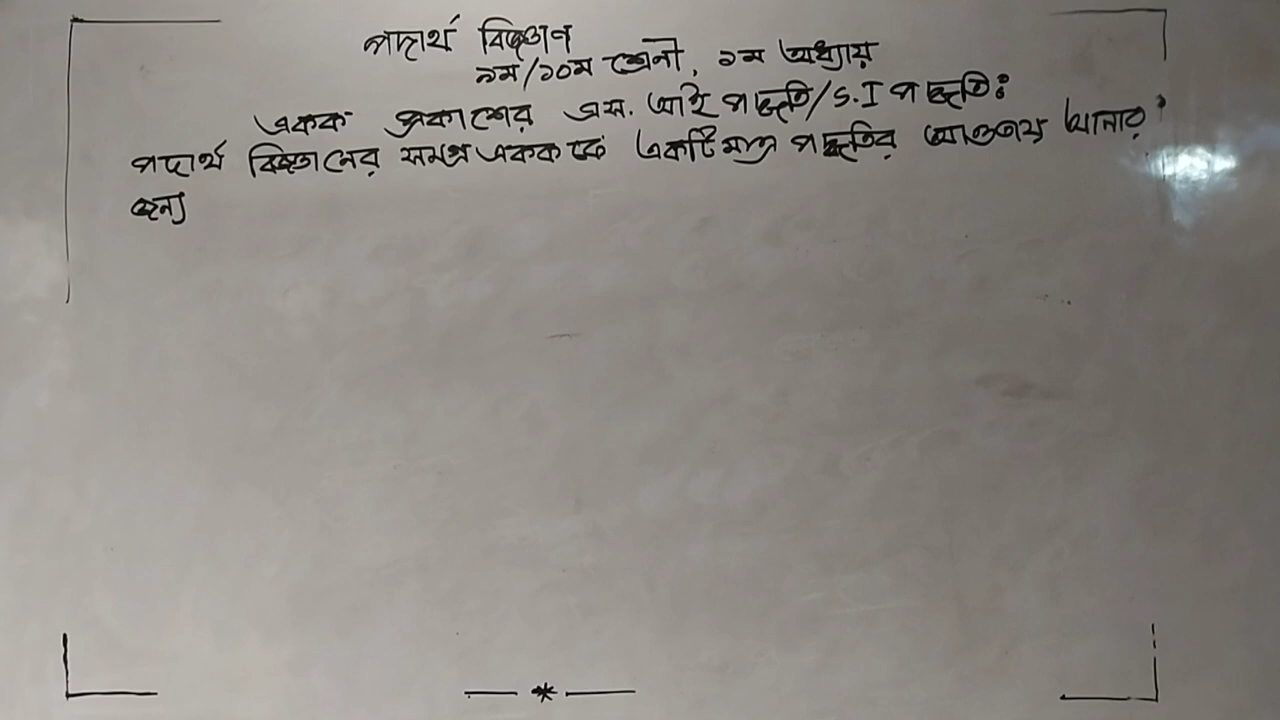 পদার্থ বিজ্ঞান
৯ম/১০ম শ্রেনী, ১ম অধ্যায়
একক প্রকাশের এস. আই পদ্ধতি/S.I পদ্ধতিঃ
পদার্থ বিজ্ঞানের সমগ্র একক কে একটি মাত্র পদ্ধতির আওতায় আনার
জন্য